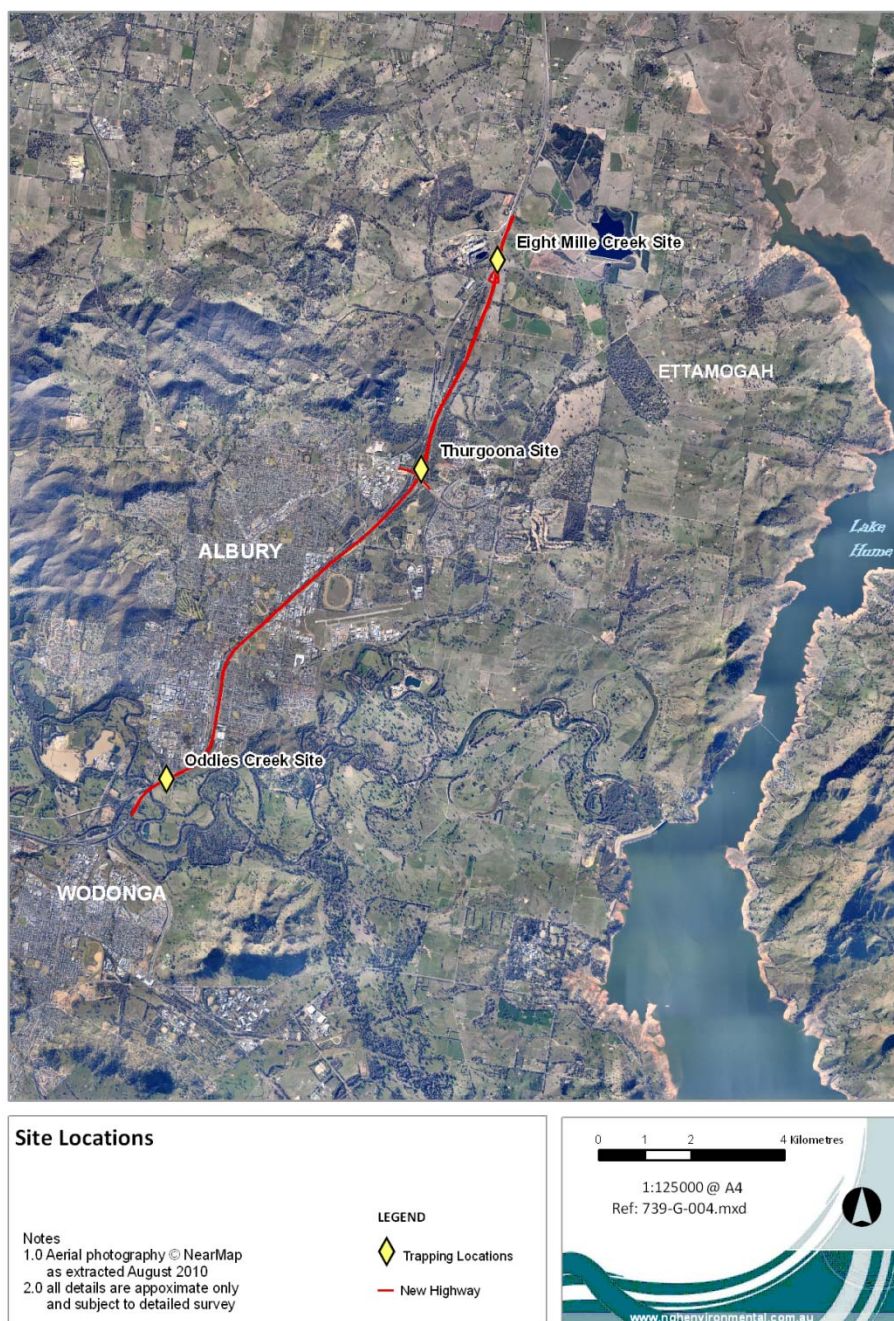 Eight Mille Creek Site
ETTAMOGAH
Thurgoona Site
Lake
Hume
ALBURY
Oddies Creek Site
WODONGA
Site Locations
Notes
1.0 Aerial photography © NearMap
as extracted August 2010
2.0 all details are appoximate only
and subject to detailed survey
LEGEND
Trapping Locations
New Highway
0 1 2 4 Kilometres
1:125000 @ A4
Ref: 739-G-004.mxd
www.nghenvironmental.com.au